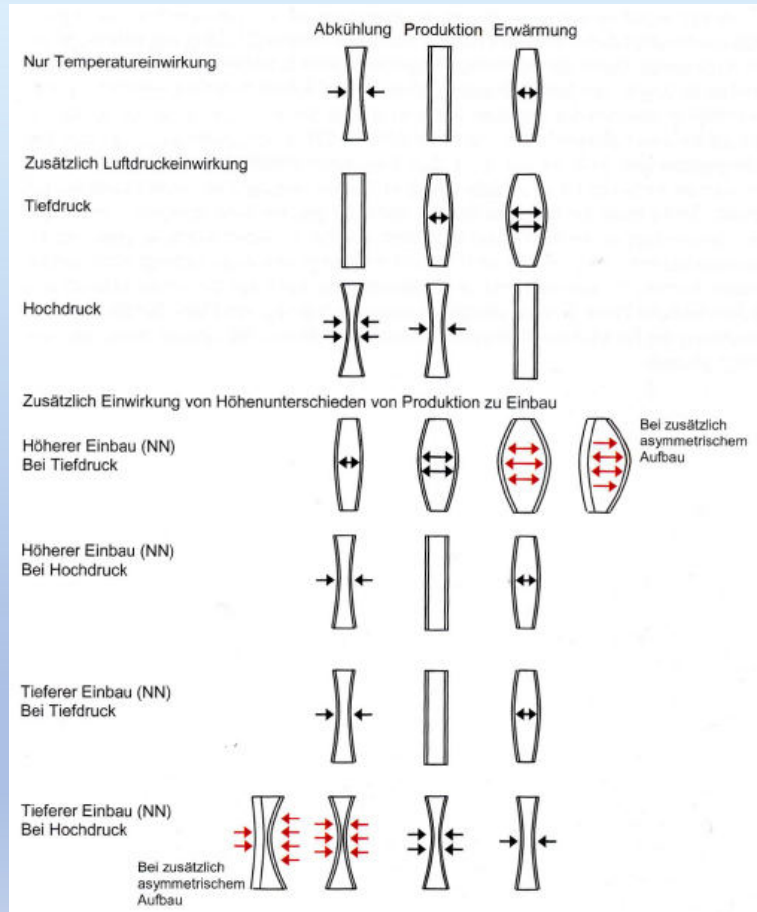 Abkühlung Produktion Erwärmung
Nur Temperatureinwirkung
Zusätzlich Luftdruckeinwirkung
Tiefdruck
Hochdruck
Zusätzlich Einwirkung von Höhenunterschieden von Produktion zu Einbau
Höherer Einbau (NN)
Bei Tiefdruck
Bei zusätzlich
asymmetrischem
Aufbau
Höherer Einbau (NN)
Bei Hochdruck
Tieferer Einbau (NN)
Bei Tiefdruck
Tieferer Einbau (NN)
Bei Hochdruck
Bei zusätzlich
asymmetrischem
Aufbau